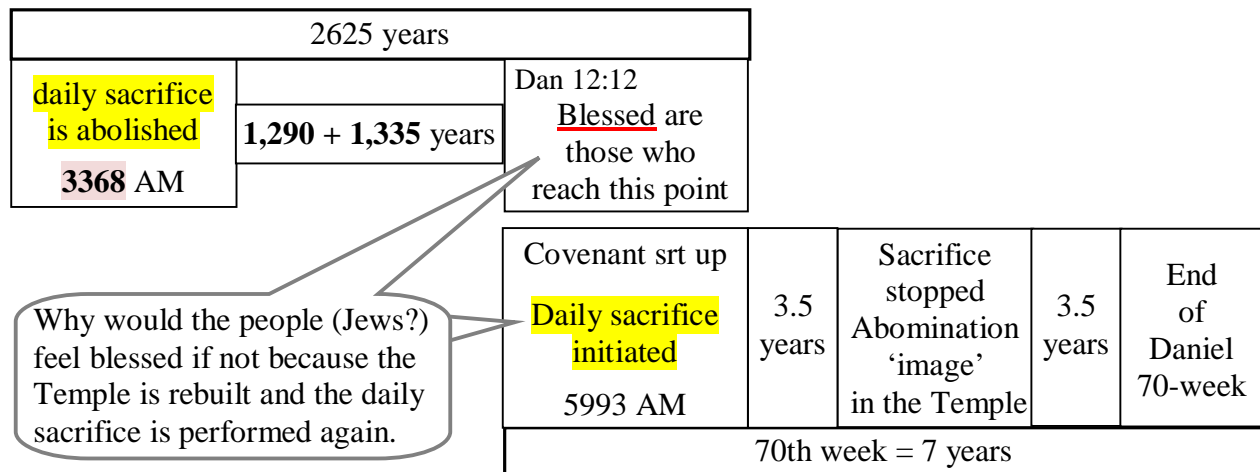 2625 years
daily sacrifice
is abolished
3368 AM
1,290 + 1,335 years
Dan 12:12
Blessed are
those who
reach this point
Covenant srt up
Daily sacrifice
initiated
5993 AM
3.5
years
Sacrifice
stopped
Abomination
‘image’
in the Temple
3.5
years
End
of
Daniel
70-week
Why would the people (Jews?)
feel blessed if not because the
Temple is rebuilt and the daily
sacrifice is performed again.
70th week = 7 years